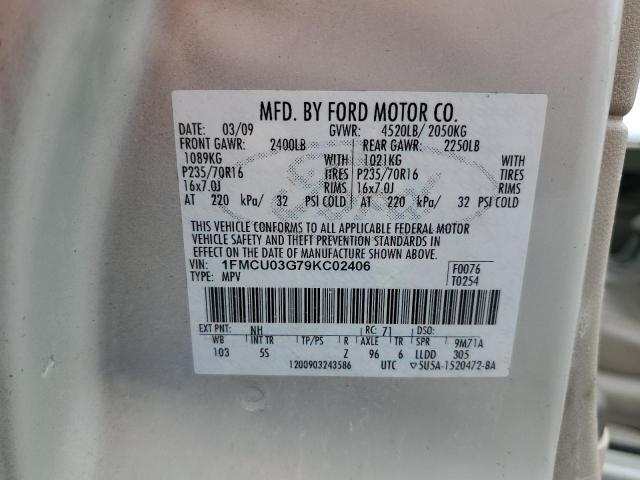 MFD. BY FORD MOTOR CO.
DATE: 03/09 GVWR: 4520LB/ 2050KG
FRONT GAWR: 2400LB REAR GAWR: 2250LB
1089KG WITH 1021KG WITH
P235/70R16 TIRES P235/70R16 TIRES
16x7.0J RIMS 16x7.0J RIMS
AT 220 kPa/ 32 PSI COLD AT 220 kPa/ 32 PSI COLD
THIS VEHICLE CONFORMS TO ALL APPLICABLE FEDERAL MOTOR
VEHICLE SAFETY AND THEFT PREVENTION STANDARDS IN
EFFECT ON THE DATE OF MANUFACTURE SHOWN ABOVE.
VIN: 1FMCU03G79KC02406 F0076
TYPE: MPV T0254
EXT PNT: NH RC: 71 DSO:
WB INT TR TP/PS R AXLE TR SPR 9M71A
103 5S Z 96 6 LLDD 305
1200903243586 UTC ▽5U5A-1520472-BA